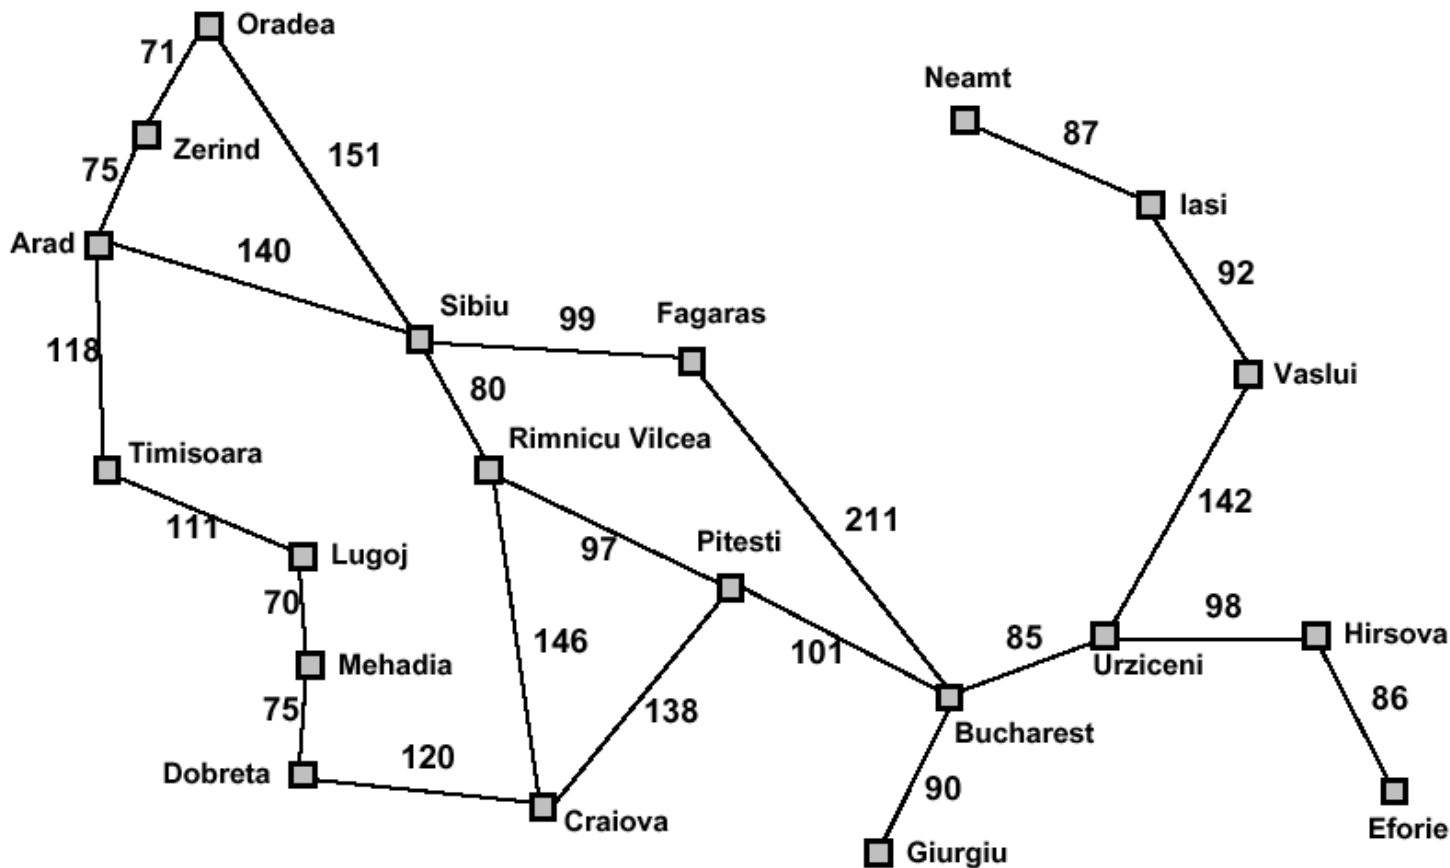 Oradea
71
Neamt
87
Zerind
151
75
Iasi
Arad
140
92
Sibiu
Fagaras
99
118
Vaslui
80
Rimnicu Vilcea
Timisoara
142
211
111
Pitesti
97
Lugoj
70
98
Hirsova
85
146
101
Urziceni
Mehadia
86
75
138
Bucharest
120
Dobreta
90
Craiova
Eforie
Giurgiu